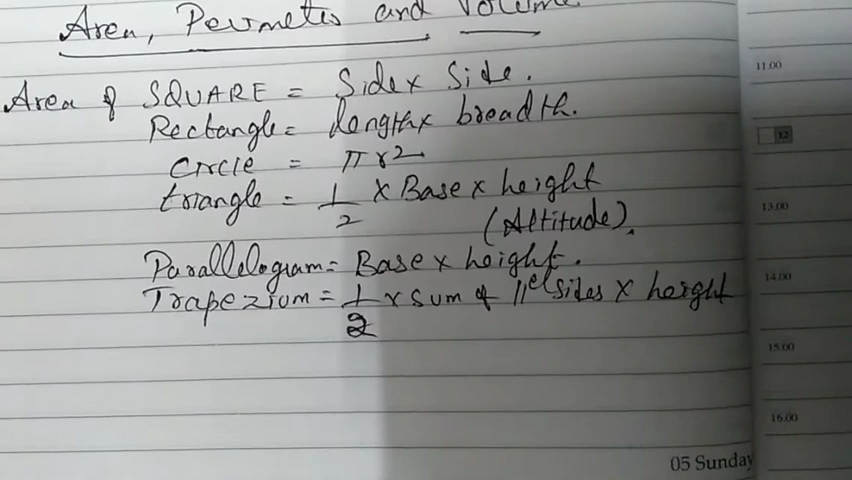 Area, Perimeter and Volume
Area of SQUARE = Side x Side.
Rectangle = length x breadth.
circle = πr2
triangle = 1/2 x Base x height
(Altitude).
Parallelogram = Base x height.
Trapezium = 1/2 x sum of 11el sides x height
11.00
12
13.00
14.00
15.00
16.00
05 Sunday